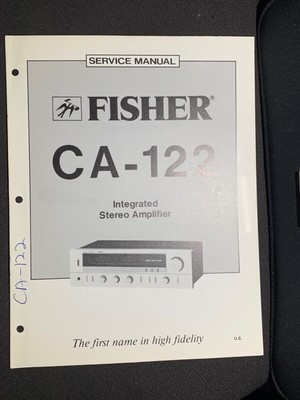 SERVICE MANUAL
FISHER®
CA-122
Integrated
Stereo Amplifier
The first name in high fidelity
U.S.
CA-122